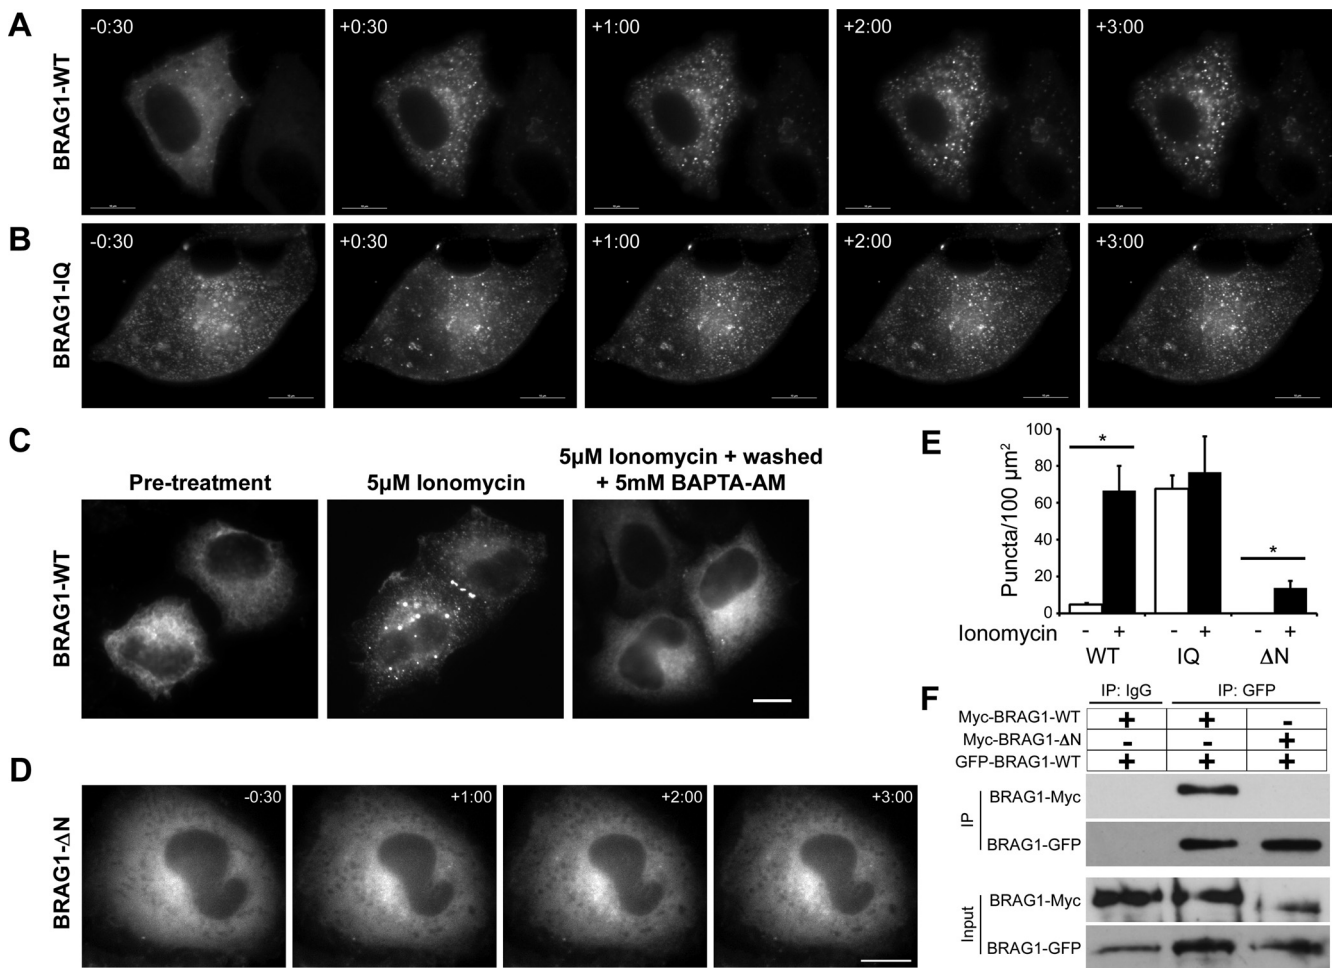 A
BRAG1-WT
-0:30
+0:30
+1:00
+2:00
+3:00
B
BRAG1-IQ
-0:30
+0:30
+1:00
+2:00
+3:00
C
BRAG1-WT
Pre-treatment
5µM Ionomycin
5µM Ionomycin + washed
+ 5mM BAPTA-AM
D
BRAG1-ΔN
-0:30
+1:00
+2:00
+3:00
E
Puncta/100 µm²
100
80
60
40
20
0
*
*
Ionomycin - + - + - +
WT IQ ΔN
F
IP: IgG IP: GFP
Myc-BRAG1-WT + + -
Myc-BRAG1-ΔN - - +
GFP-BRAG1-WT + + +
IP
BRAG1-Myc
BRAG1-GFP
Input
BRAG1-Myc
BRAG1-GFP